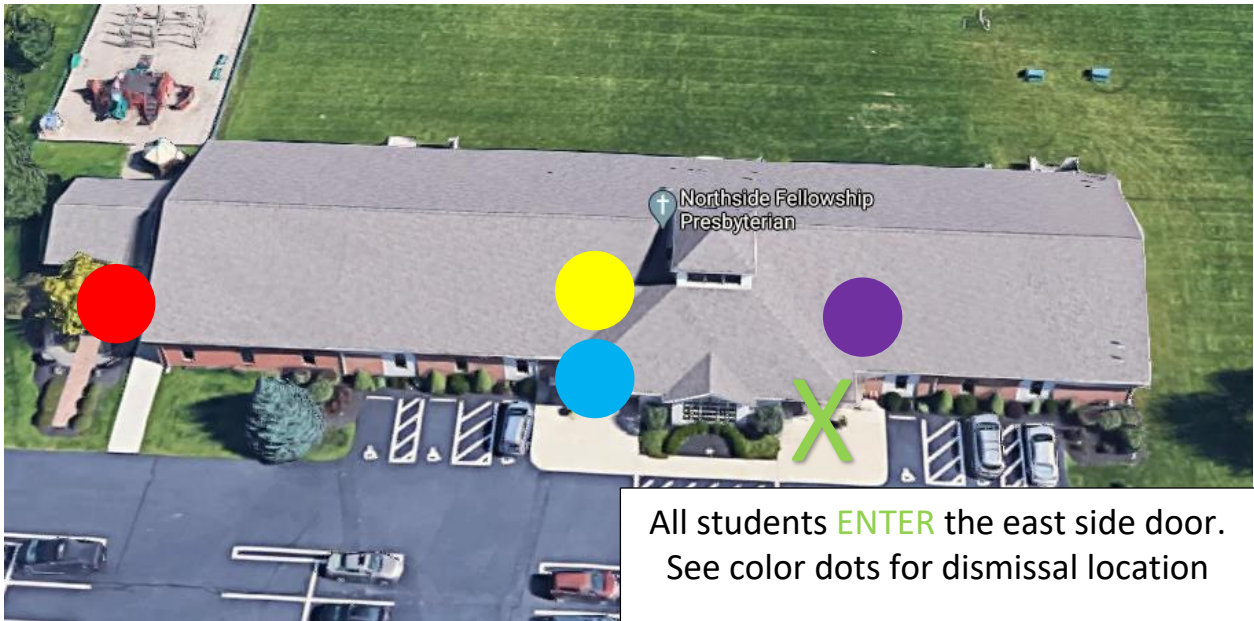 Northside Fellowship
Presbyterian
X
All students ENTER the east side door.
See color dots for dismissal location